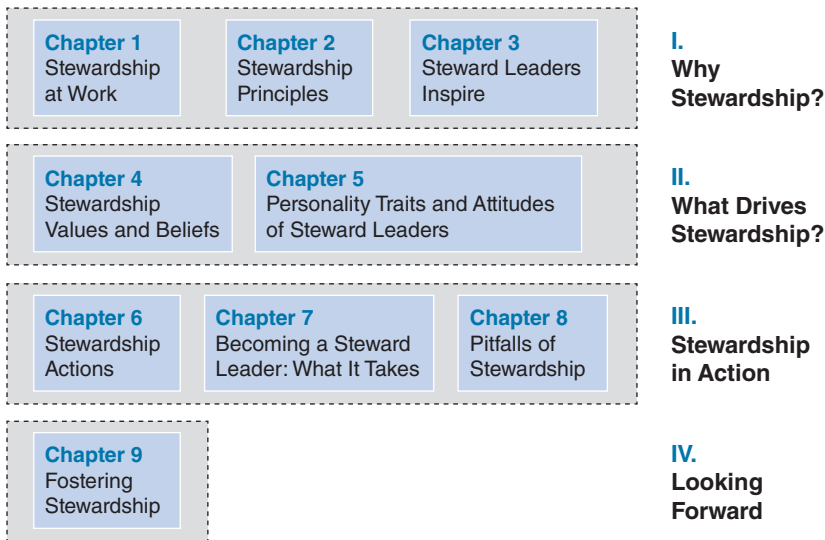 Chapter 1
Stewardship
at Work
Chapter 2
Stewardship
Principles
Chapter 3
Steward Leaders
Inspire
I.
Why
Stewardship?
Chapter 4
Stewardship
Values and Beliefs
Chapter 5
Personality Traits and Attitudes
of Steward Leaders
II.
What Drives
Stewardship?
Chapter 6
Stewardship
Actions
Chapter 7
Becoming a Steward
Leader: What It Takes
Chapter 8
Pitfalls of
Stewardship
III.
Stewardship
in Action
Chapter 9
Fostering
Stewardship
IV.
Looking
Forward